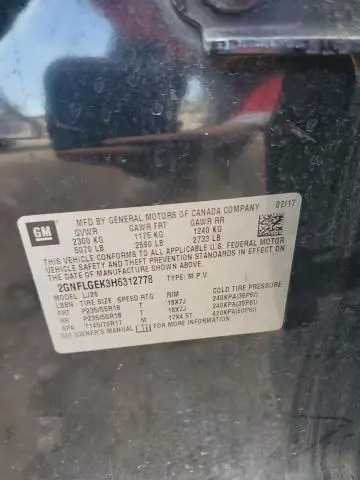 MFD BY GENERAL MOTORS OF CANADA COMPANY
02/17
GM
GVWR GAWR FRT GAWR RR
2300 KG 1175 KG 1240 KG
5070 LB 2590 LB 2733 LB
THIS VEHICLE CONFORMS TO ALL APPLICABLE U.S. FEDERAL MOTOR
VEHICLE SAFETY, BUMPER, AND THEFT PREVENTION STANDARDS
IN EFFECT ON THE DATE OF MANUFACTURE SHOWN ABOVE.
2GNFLGEK3H6312778 TYPE: M.P.V.
MODEL: LJ26
LBN TIRE SIZE SPEED RTG RIM COLD TIRE PRESSURE
FRT P235/55R18 T 18X7J 240KPA(35PSI)
RR P235/55R18 T 18X7J 240KPA(35PSI)
SPA T145/70R17 M 17X4.5T 420KPA(60PSI)
SEE OWNER'S MANUAL FOR MORE INFORMATION.